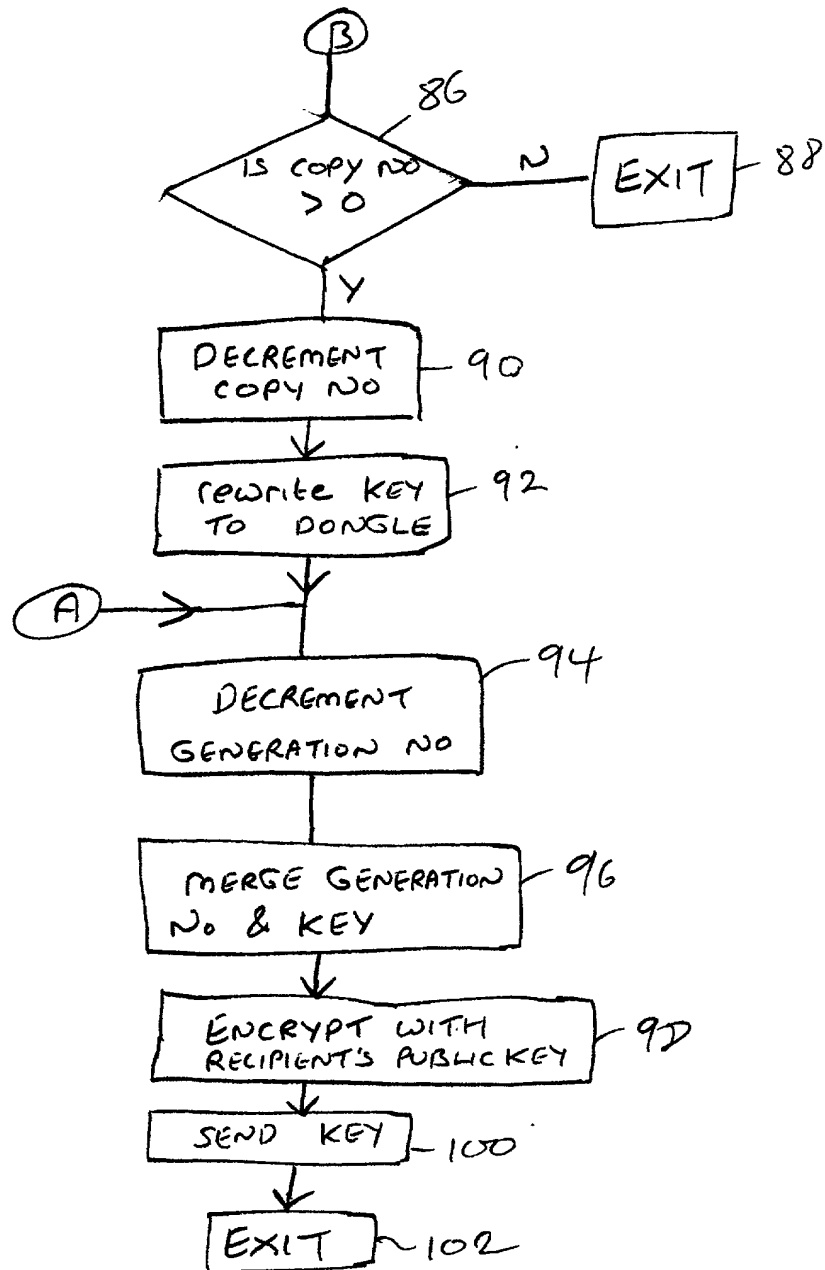 B
86
IS COPY NO
> 0
N
EXIT
88
Y
DECREMENT
COPY NO
90
rewrite KEY
TO DONGLE
92
A
94
DECREMENT
GENERATION NO
MERGE GENERATION
No & KEY
96
ENCRYPT WITH
RECIPIENT'S PUBLIC KEY
98
SEND KEY
100
EXIT
102